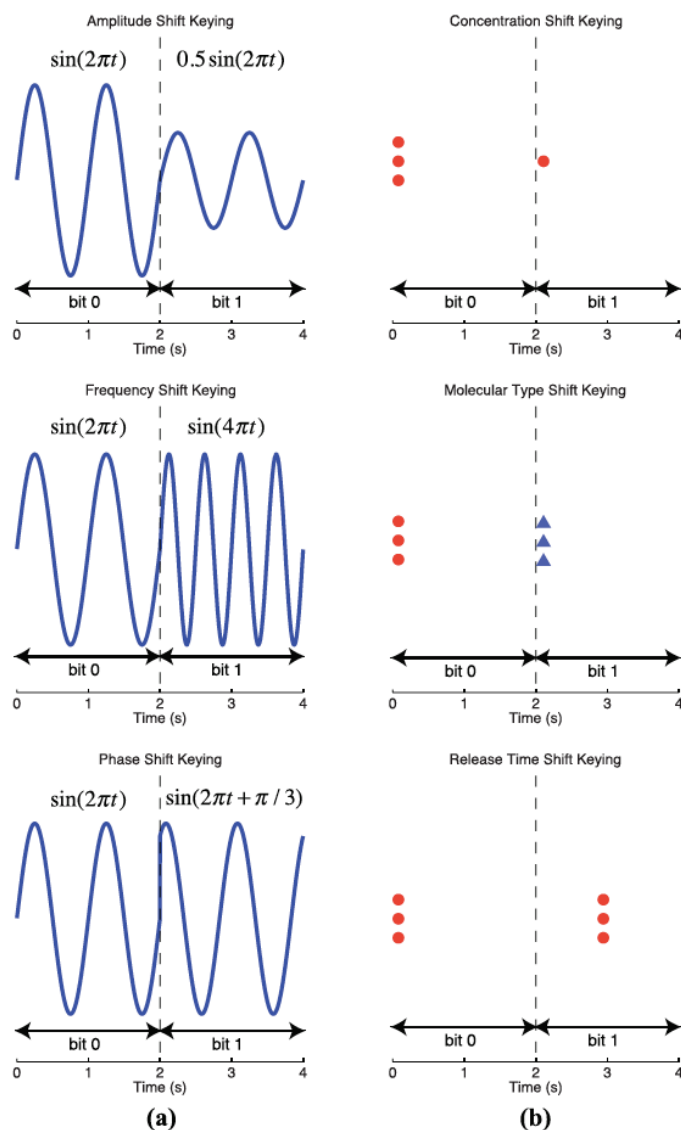 Amplitude Shift Keying
sin(2πt) 0.5sin(2πt)
bit 0 bit 1
0 1 2 3 4
Time (s)
Concentration Shift Keying
bit 0 bit 1
0 1 2 3 4
Time (s)
Frequency Shift Keying
sin(2πt) sin(4πt)
bit 0 bit 1
0 1 2 3 4
Time (s)
Molecular Type Shift Keying
bit 0 bit 1
0 1 2 3 4
Time (s)
Phase Shift Keying
sin(2πt) sin(2πt + π / 3)
bit 0 bit 1
0 1 2 3 4
Time (s)
Release Time Shift Keying
bit 0 bit 1
0 1 2 3 4
Time (s)
(a) (b)